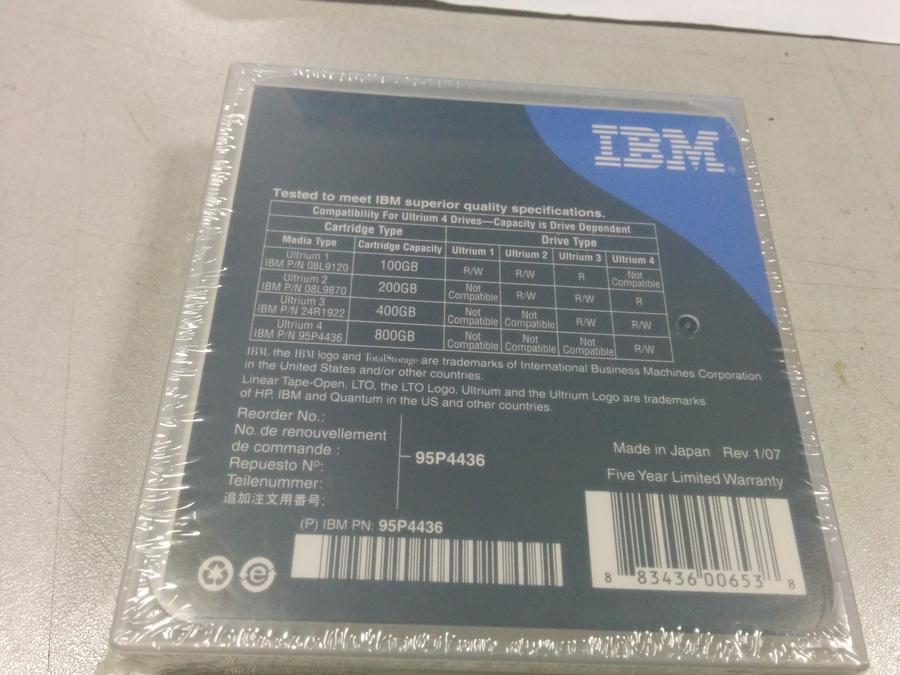 IBM
Tested to meet IBM superior quality specifications.
Compatibility For Ultrium 4 Drives—Capacity is Drive Dependent
Cartridge Type Drive Type
Media Type Cartridge Capacity Ultrium 1 Ultrium 2 Ultrium 3 Ultrium 4
Ultrium 1
IBM P/N 08L9120 100GB R/W R/W R Not Compatible
Ultrium 2
IBM P/N 08L9870 200GB Not Compatible R/W R/W R
Ultrium 3
IBM P/N 24R1922 400GB Not Compatible Not Compatible R/W R/W
Ultrium 4
IBM P/N 95P4436 800GB Not Compatible Not Compatible Not Compatible R/W
IBM, the IBM logo and TotalStorage are trademarks of International Business Machines Corporation
in the United States and/or other countries.
Linear Tape-Open, LTO, the LTO Logo, Ultrium and the Ultrium Logo are trademarks
of HP, IBM and Quantum in the US and other countries.
Reorder No.:
No. de renouvellement
de commande :
Repuesto Nº:
Teilenummer:
追加注文用番号:
95P4436
Made in Japan Rev 1/07
Five Year Limited Warranty
(P) IBM PN: 95P4436
8 83436 00653 8